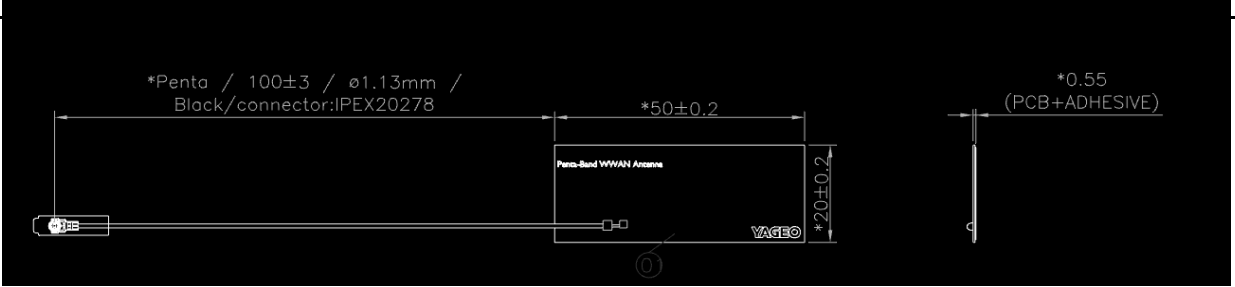 *Penta / 100±3 / ø1.13mm /
Black/connector:IPEX20278
*50±0.2
*0.55
(PCB+ADHESIVE)
Penta-Band WWAN Antenna
*20±0.2
YAGEO
01